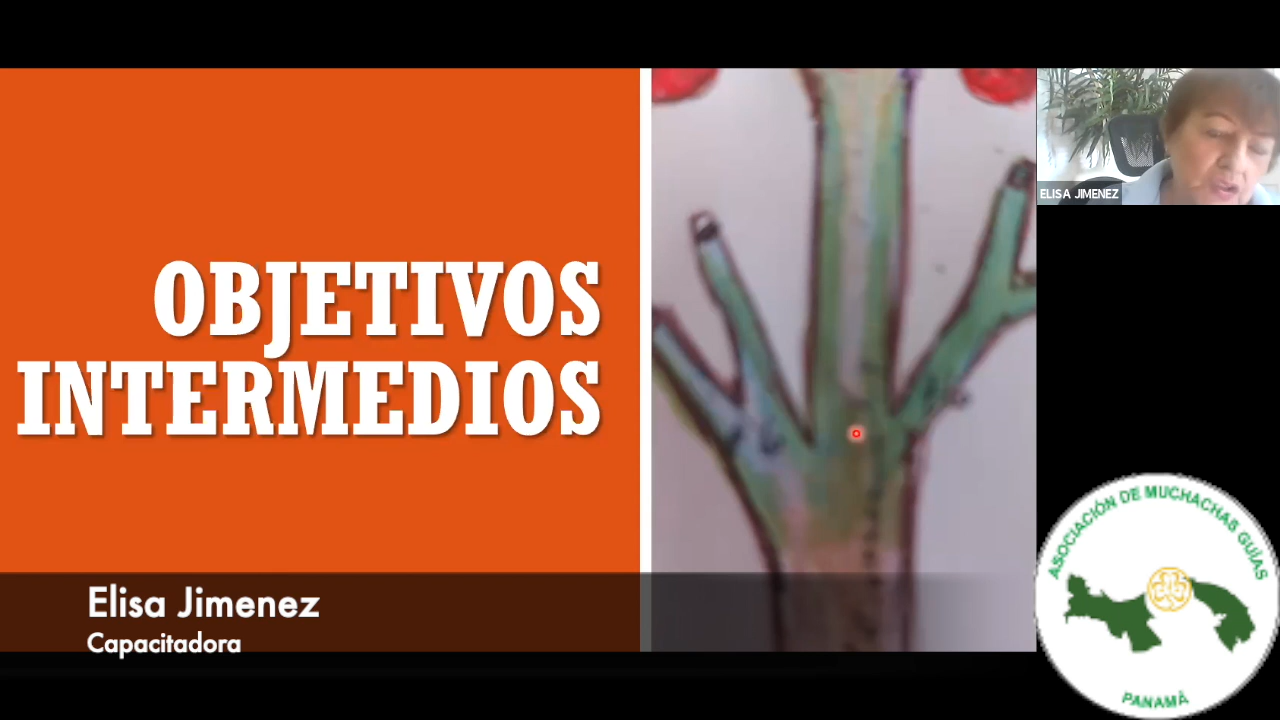 OBJETIVOS
INTERMEDIOS
ELISA JIMENEZ
Elisa Jimenez
Capacitadora
ASOCIACIÓN DE MUCHACHAS GUÍAS
PANAMÁ